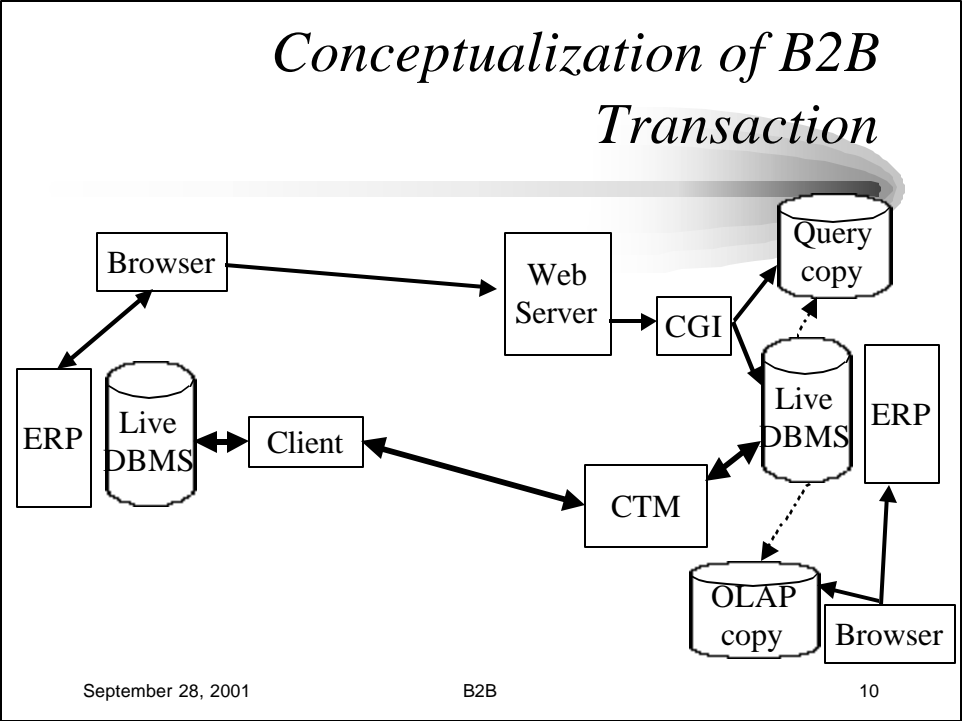 Conceptualization of B2B
Transaction
Query
copy
Browser
Web
Server
CGI
ERP
Live
DBMS
Client
Live
DBMS
ERP
CTM
OLAP
copy
Browser
September 28, 2001
B2B
10